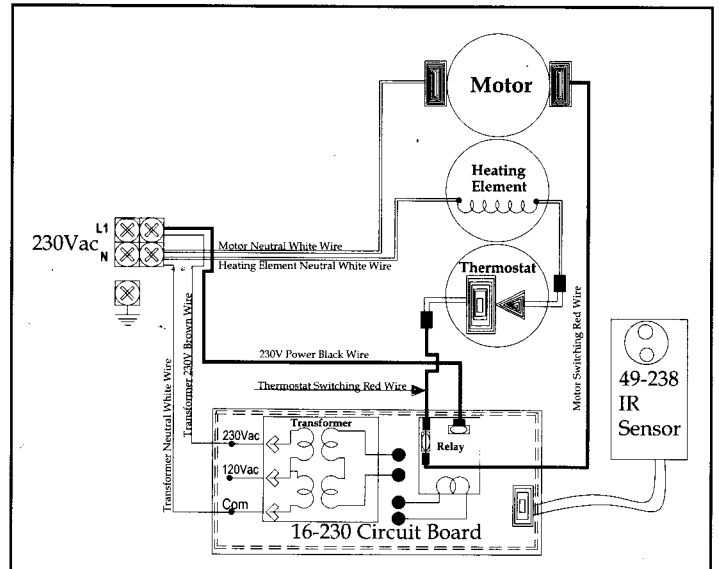 Motor
Heating
Element
L1
230Vac
N
Motor Neutral White Wire
Heating Element Neutral White Wire
Thermostat
Transformer Neutral White Wire
Transformer 230V Brown Wire
230V Power Black Wire
Thermostat Switching Red Wire
Motor Switching Red Wire
49-238
IR
Sensor
230Vac
Transformer
Relay
120Vac
Com
16-230 Circuit Board